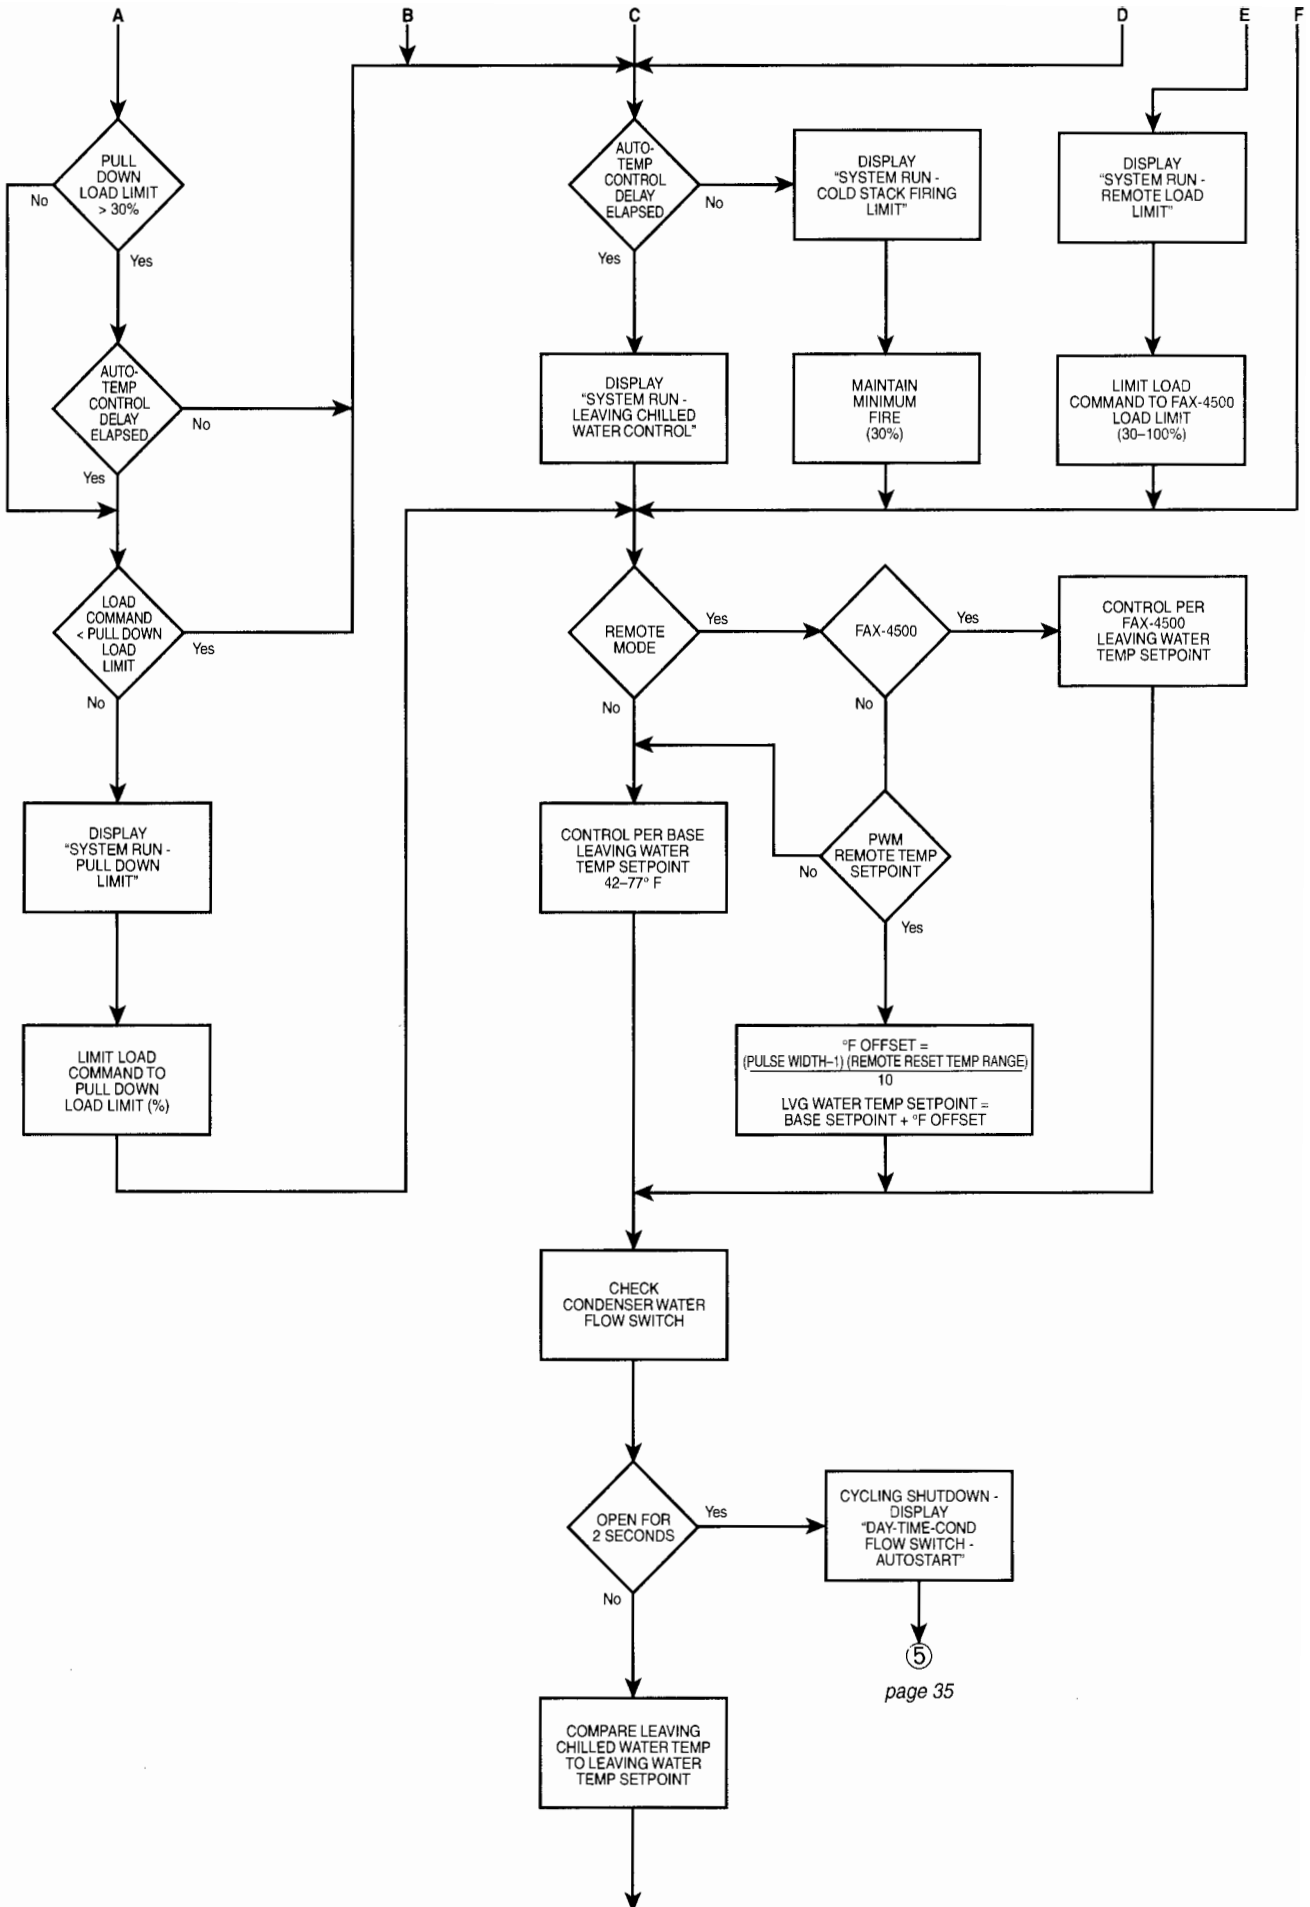 A
B
C
D
E
F
PULL
DOWN
LOAD LIMIT
> 30%
No
Yes
AUTO-
TEMP
CONTROL
DELAY
ELAPSED
No
Yes
LOAD
COMMAND
< PULL DOWN
LOAD
LIMIT
Yes
No
DISPLAY
"SYSTEM RUN -
PULL DOWN
LIMIT"
LIMIT LOAD
COMMAND TO
PULL DOWN
LOAD LIMIT (%)
AUTO-
TEMP
CONTROL
DELAY
ELAPSED
No
Yes
DISPLAY
"SYSTEM RUN -
COLD STACK FIRING
LIMIT"
DISPLAY
"SYSTEM RUN -
REMOTE LOAD
LIMIT"
DISPLAY
"SYSTEM RUN -
LEAVING CHILLED
WATER CONTROL"
MAINTAIN
MINIMUM
FIRE
(30%)
LIMIT LOAD
COMMAND TO FAX-4500
LOAD LIMIT
(30–100%)
REMOTE
MODE
Yes
No
FAX-4500
Yes
No
CONTROL PER
FAX-4500
LEAVING WATER
TEMP SETPOINT
CONTROL PER BASE
LEAVING WATER
TEMP SETPOINT
42–77° F
PWM
REMOTE TEMP
SETPOINT
No
Yes
°F OFFSET =
(PULSE WIDTH–1) (REMOTE RESET TEMP RANGE)
10
LVG WATER TEMP SETPOINT =
BASE SETPOINT + °F OFFSET
CHECK
CONDENSER WATER
FLOW SWITCH
OPEN FOR
2 SECONDS
Yes
No
CYCLING SHUTDOWN -
DISPLAY
"DAY-TIME-COND
FLOW SWITCH -
AUTOSTART"
5
page 35
COMPARE LEAVING
CHILLED WATER TEMP
TO LEAVING WATER
TEMP SETPOINT